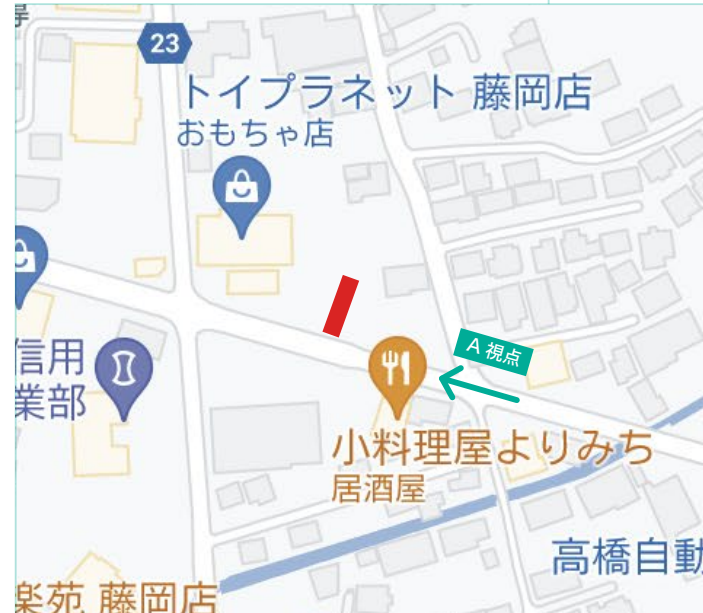 23
トイプラネット 藤岡店
おもちゃ店
A 視点
信用
業部
小料理屋よりみち
居酒屋
高橋自動
楽苑 藤岡店